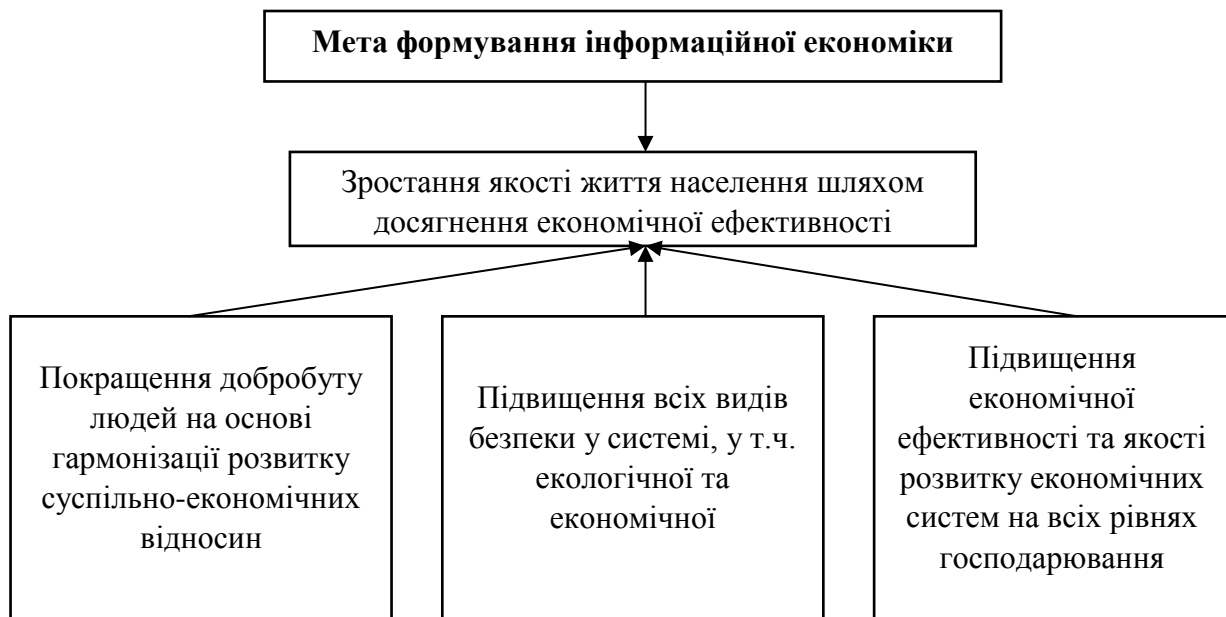 Мета формування інформаційної економіки
Зростання якості життя населення шляхом
досягнення економічної ефективності
Покращення добробуту
людей на основі
гармонізації розвитку
суспільно-економічних
відносин
Підвищення всіх видів
безпеки у системі, у т.ч.
екологічної та
економічної
Підвищення
економічної
ефективності та якості
розвитку економічних
систем на всіх рівнях
господарювання